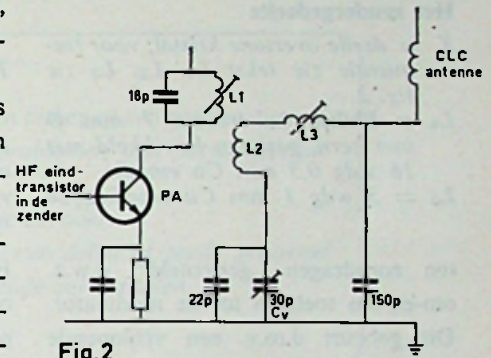 18p
L1
CLC
antenne
L2
L3
HF eind-
transistor
in de
zender
PA
22p
30p
Cv
150p
Fig.2